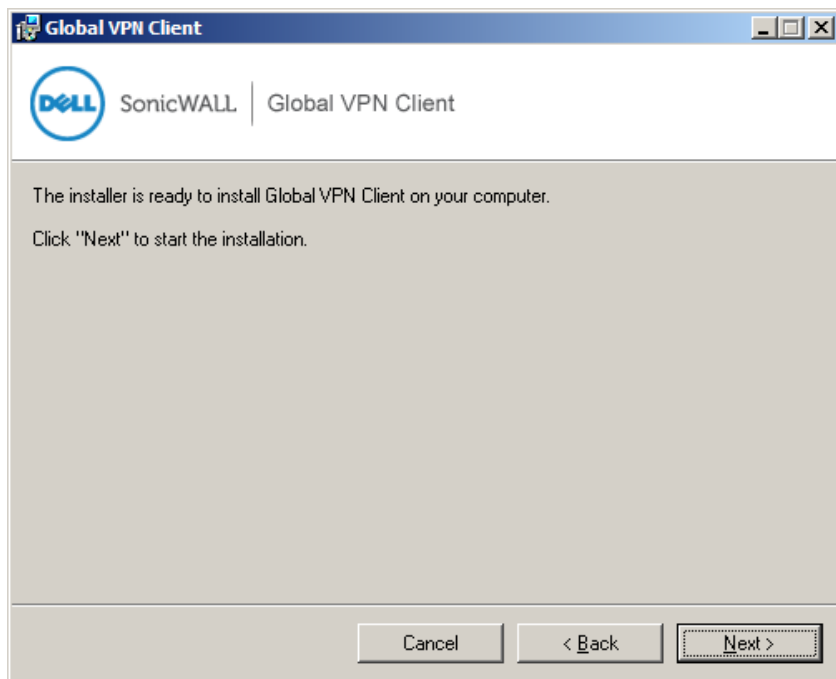 Global VPN Client
DELL SonicWALL Global VPN Client
The installer is ready to install Global VPN Client on your computer.
Click "Next" to start the installation.
Cancel < Back Next >